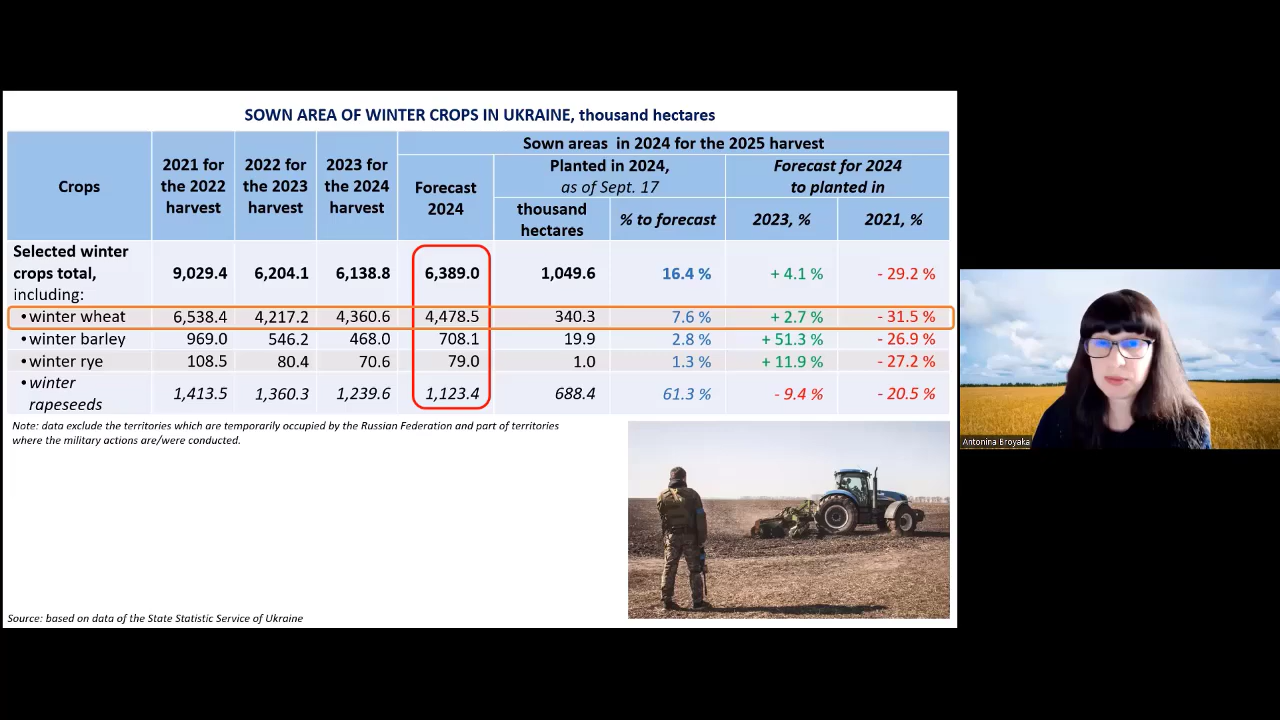 SOWN AREA OF WINTER CROPS IN UKRAINE, thousand hectares
Crops
2021 for
the 2022
harvest
2022 for
the 2023
harvest
2023 for
the 2024
harvest
Sown areas in 2024 for the 2025 harvest
Forecast
2024
Planted in 2024,
as of Sept. 17
Forecast for 2024
to planted in
thousand
hectares
% to forecast
2023, %
2021, %
Selected winter
crops total,
including:
9,029.4 6,204.1 6,138.8 6,389.0 1,049.6 16.4 % + 4.1 % - 29.2 %
•winter wheat 6,538.4 4,217.2 4,360.6 4,478.5 340.3 7.6 % + 2.7 % - 31.5 %
•winter barley 969.0 546.2 468.0 708.1 19.9 2.8 % + 51.3 % - 26.9 %
•winter rye 108.5 80.4 70.6 79.0 1.0 1.3 % + 11.9 % - 27.2 %
•winter
rapeseeds
1,413.5 1,360.3 1,239.6 1,123.4 688.4 61.3 % - 9.4 % - 20.5 %
Note: data exclude the territories which are temporarily occupied by the Russian Federation and part of territories
where the military actions are/were conducted.
Source: based on data of the State Statistic Service of Ukraine
Antonina Broyaka